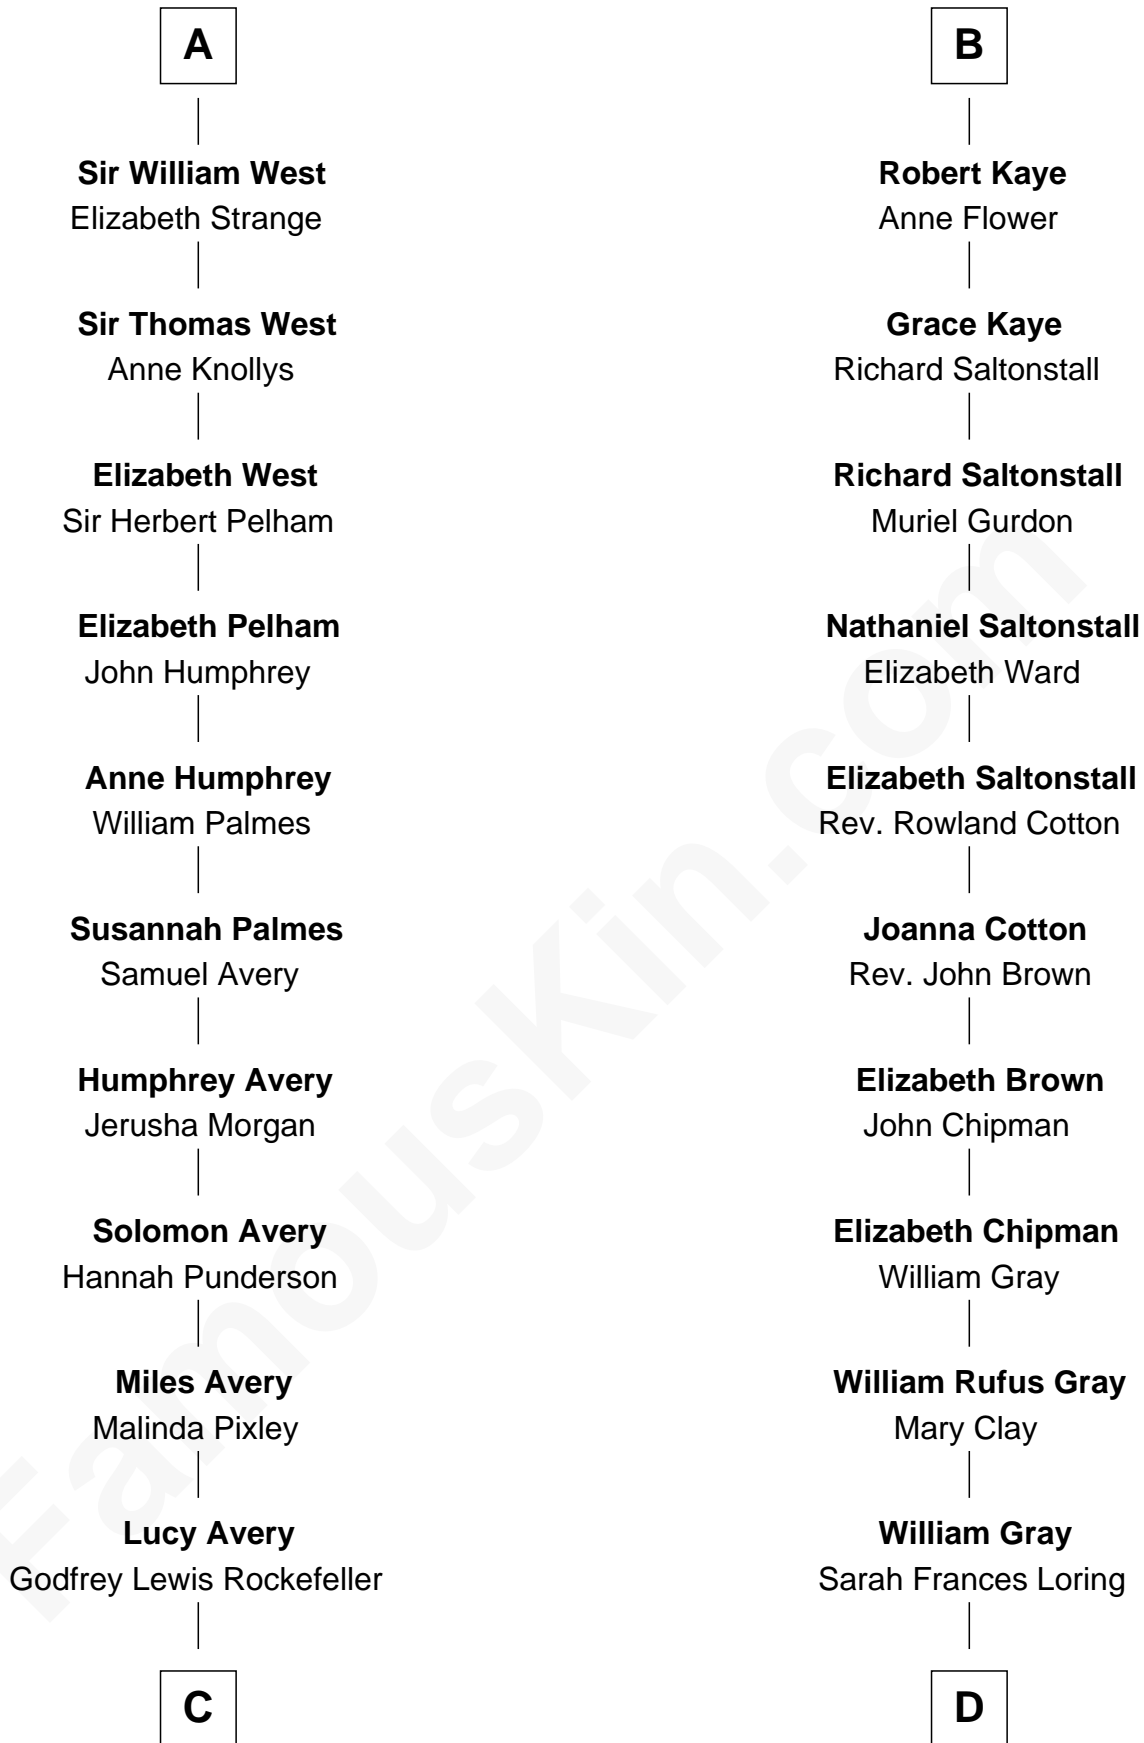 A
Sir William West
Elizabeth Strange
Sir Thomas West
Anne Knollys
Elizabeth West
Sir Herbert Pelham
Elizabeth Pelham
John Humphrey
Anne Humphrey
William Palmes
Susannah Palmes
Samuel Avery
Humphrey Avery
Jerusha Morgan
Solomon Avery
Hannah Punderson
Miles Avery
Malinda Pixley
Lucy Avery
Godfrey Lewis Rockefeller
C
B
Robert Kaye
Anne Flower
Grace Kaye
Richard Saltonstall
Richard Saltonstall
Muriel Gurdon
Nathaniel Saltonstall
Elizabeth Ward
Elizabeth Saltonstall
Rev. Rowland Cotton
Joanna Cotton
Rev. John Brown
Elizabeth Brown
John Chipman
Elizabeth Chipman
William Gray
William Rufus Gray
Mary Clay
William Gray
Sarah Frances Loring
D
FamousKin.com